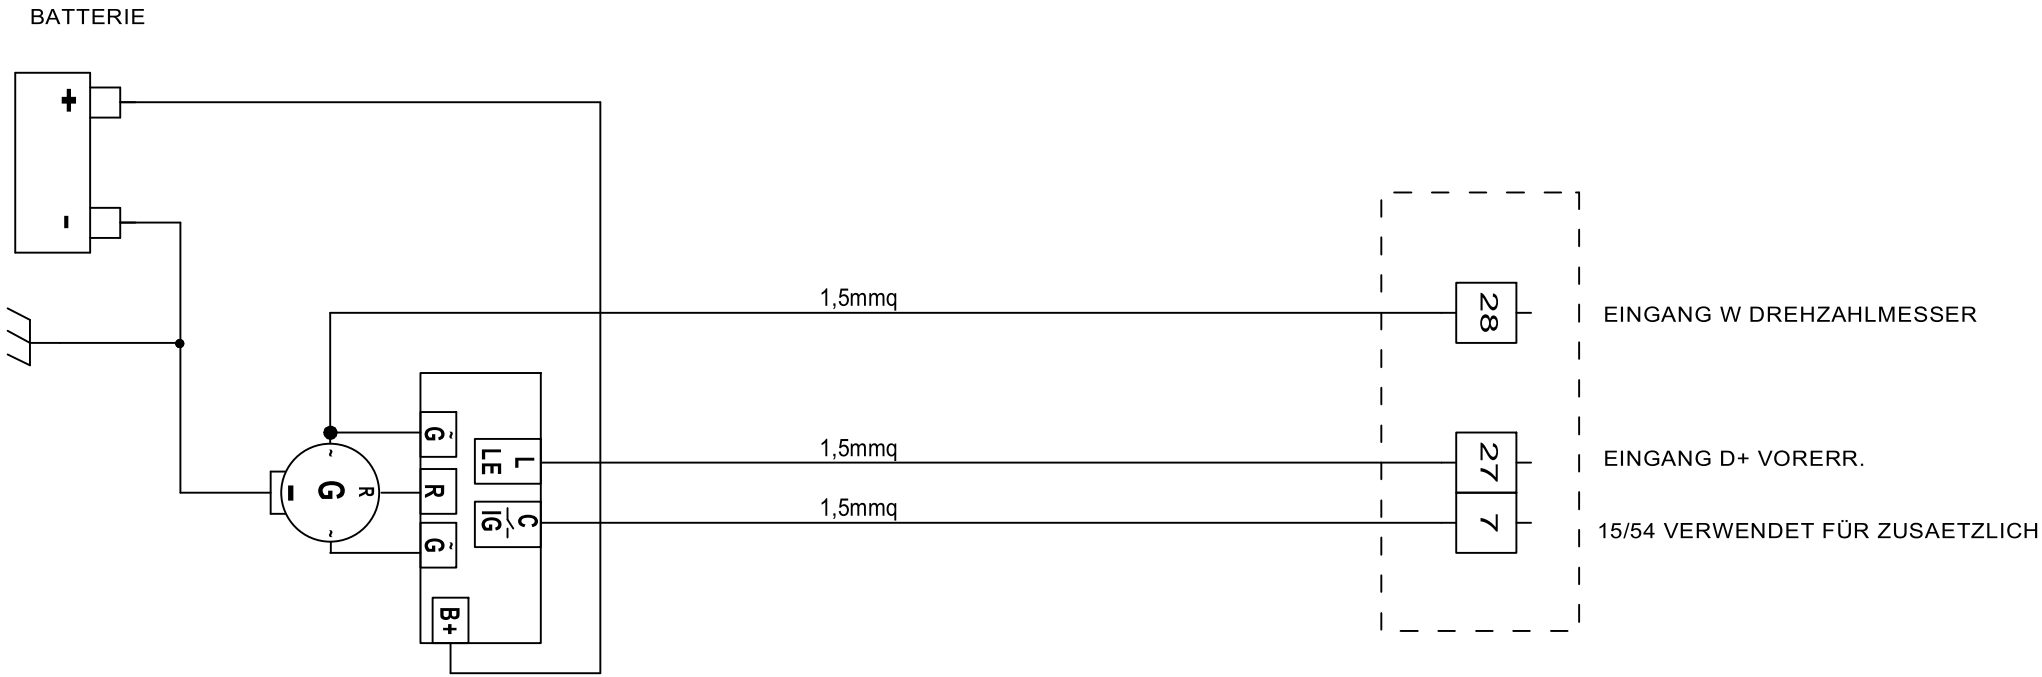 BATTERIE
+
-
1,5mmq
28
EINGANG W DREHZAHLMESSER
~
G
R
~
-
G ~
R
G ~
L
LE
C
IG
B+
1,5mmq
27
EINGANG D+ VORERR.
1,5mmq
7
15/54 VERWENDET FÜR ZUSAETZLICH